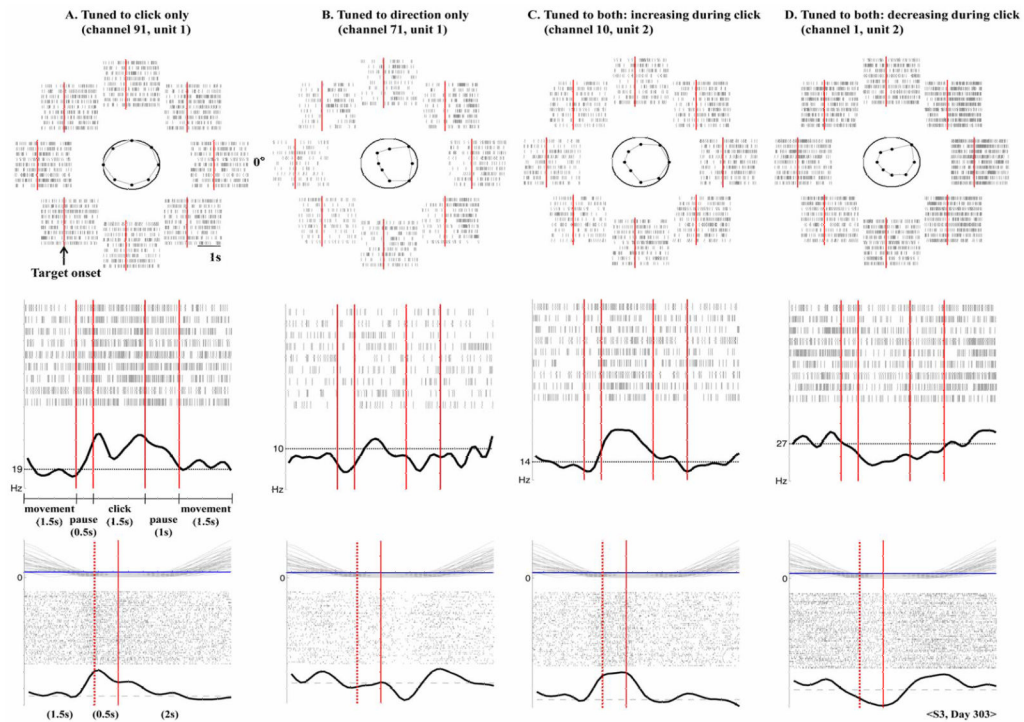 A. Tuned to click only
(channel 91, unit 1)
B. Tuned to direction only
(channel 71, unit 1)
C. Tuned to both: increasing during click
(channel 10, unit 2)
D. Tuned to both: decreasing during click
(channel 1, unit 2)
0°
1s
Target onset
19
Hz
10
14
27
Hz
Hz
Hz
movement
(1.5s)
pause
(0.5s)
click
(1.5s)
pause
(1s)
movement
(1.5s)
0
0
0
0
(1.5s)
(0.5s)
(2s)
<S3, Day 303>